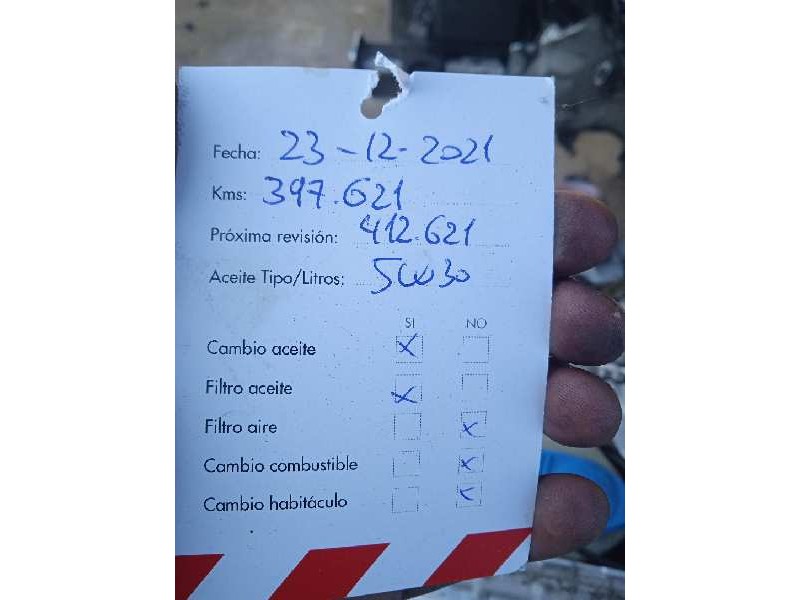 Fecha: 23-12-2021
Kms: 397.621
Próxima revisión: 412.621
Aceite Tipo/Litros: 5W30
SI NO
Cambio aceite X
Filtro aceite X
Filtro aire X
Cambio combustible X
Cambio habitáculo X